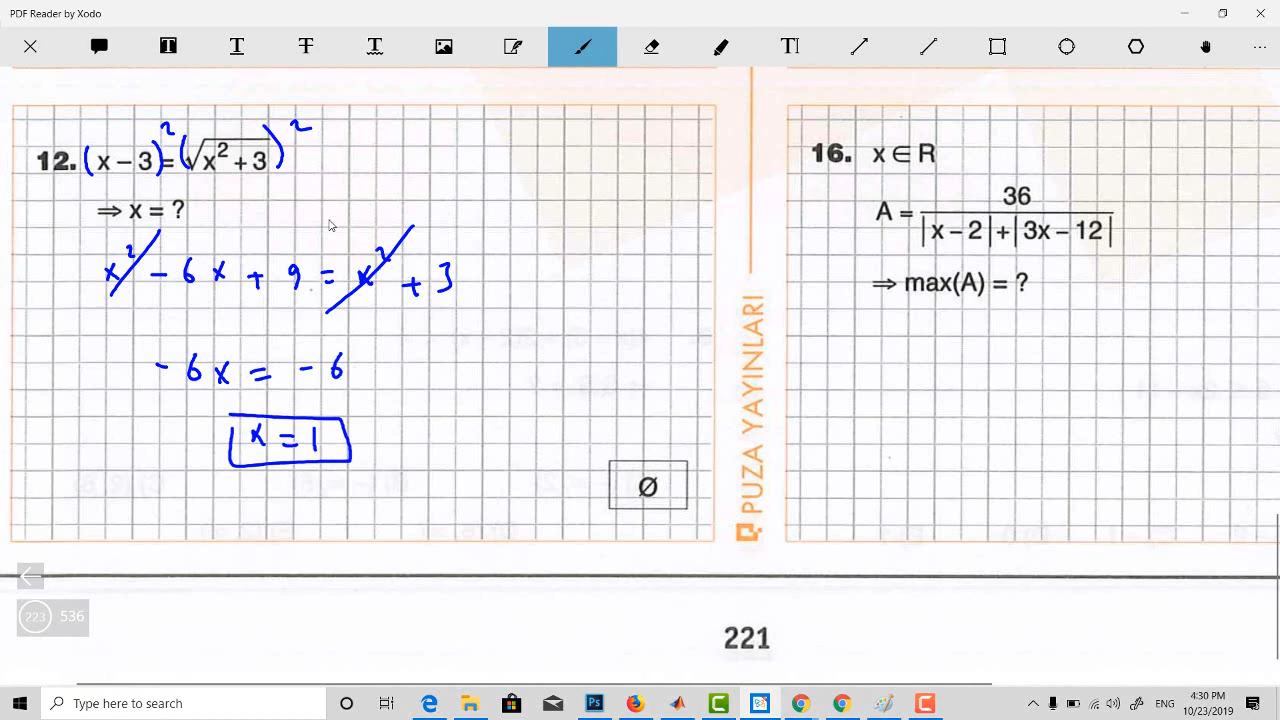 PDF Reader by Xodo
12. (x − 3)² = (√x² + 3)²
⇒ x = ?
x² − 6x + 9 = x² + 3
- 6x = - 6
x = 1
Ø
PUZA YAYINLARI
16. x ∈ R
A = 36 / |x − 2| + |3x − 12|
⇒ max(A) = ?
223 536
221
Type here to search
4:30 PM
10/23/2019